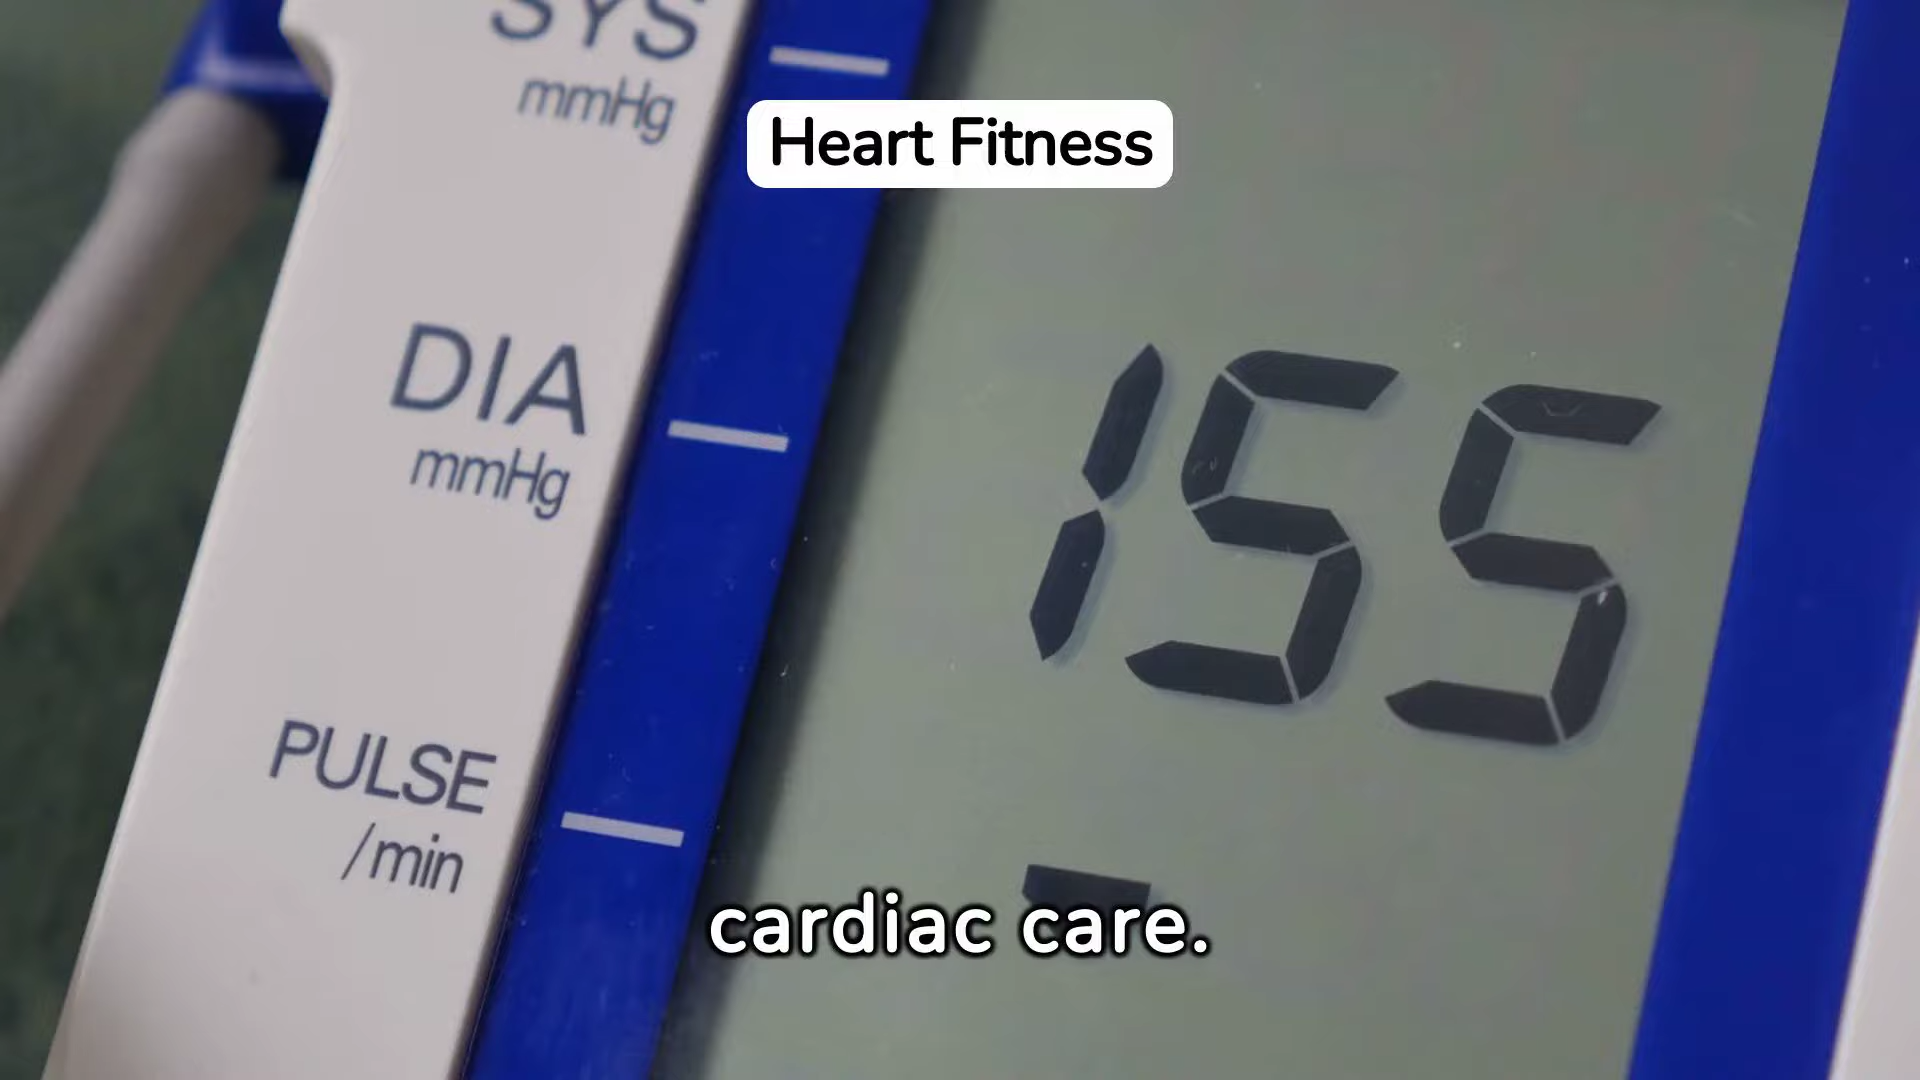 SYS
mmHg
Heart Fitness
DIA
mmHg
155
PULSE
/min
cardiac care.